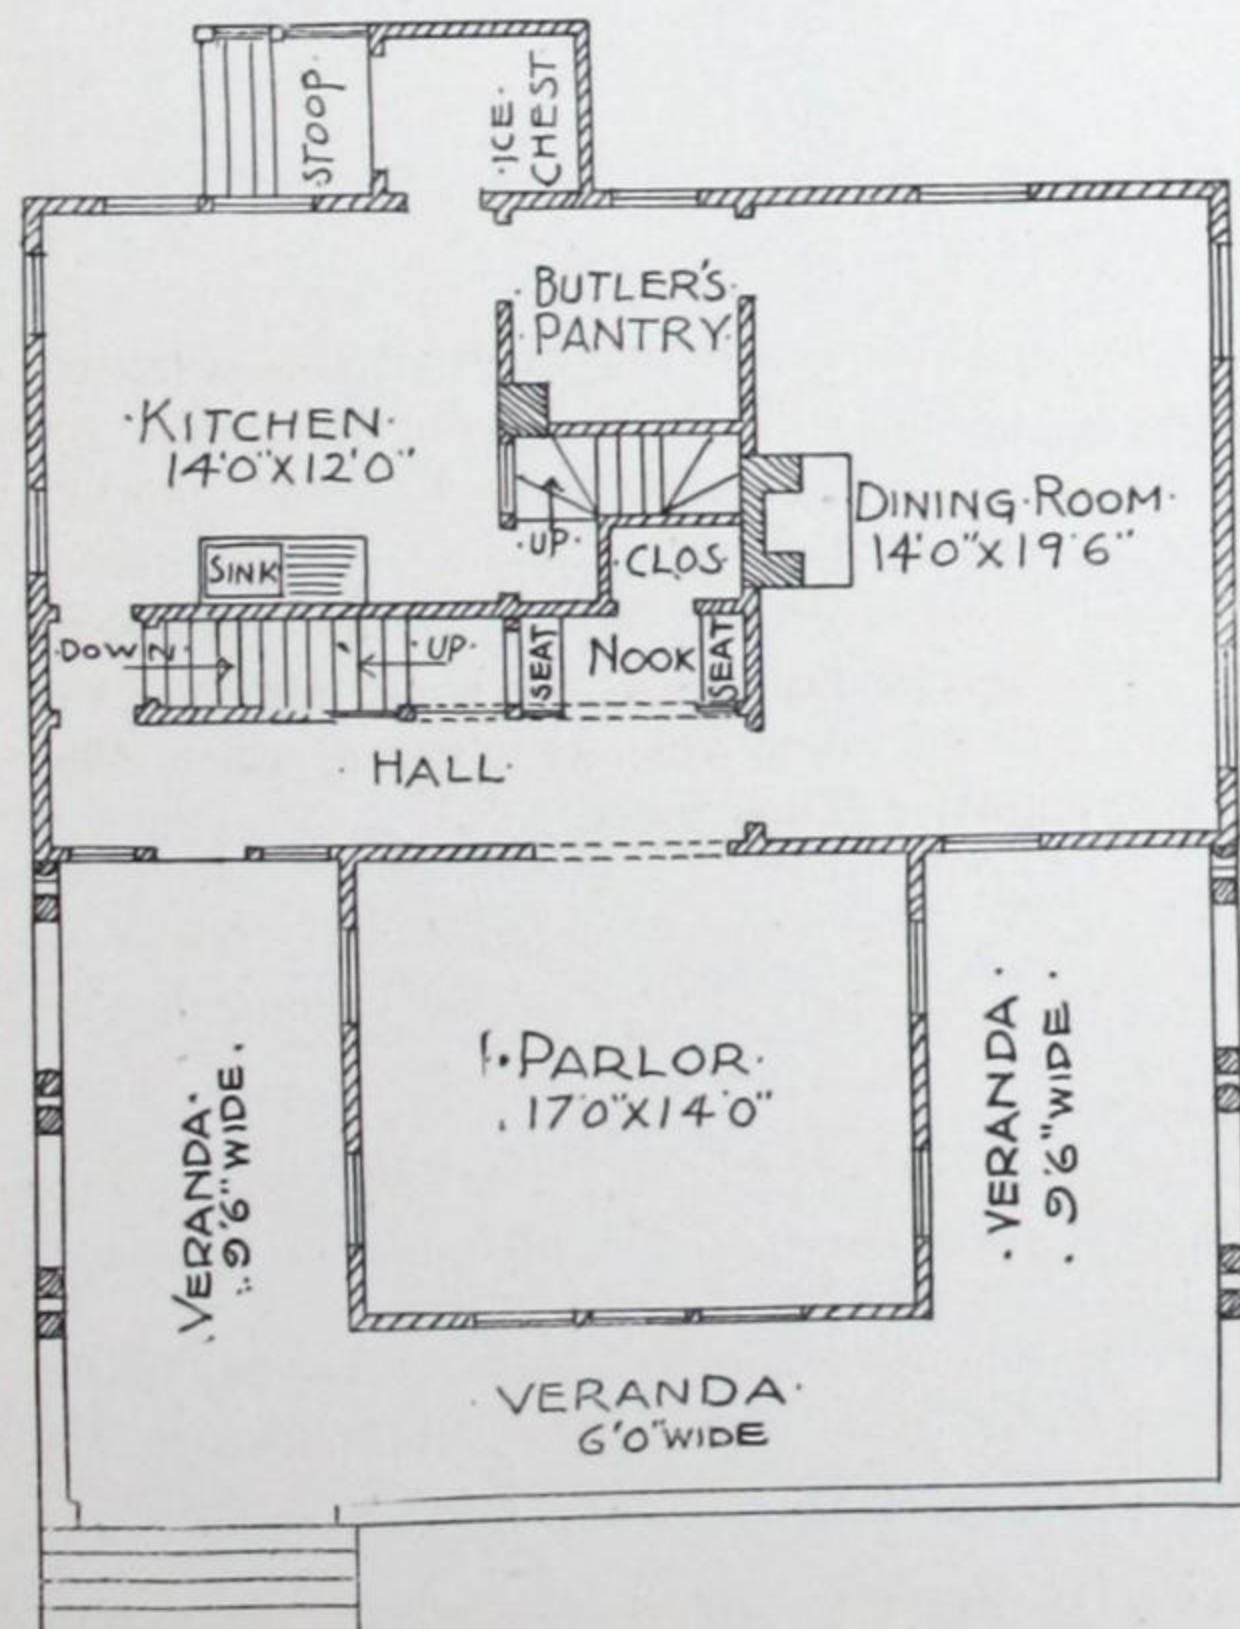 ·STOOP·
·ICE·
CHEST
·BUTLER'S·
·PANTRY·
·KITCHEN·
14'0"X12'0"
·DINING·ROOM·
14'0"X19'6"
·UP·
·CLOS·
SINK
·DOWN·
·UP·
SEAT
NOOK
SEAT
·HALL·
·PARLOR·
·17'0"X14'0"
·VERANDA·
·9'6"WIDE·
·VERANDA·
·9'6"WIDE·
·VERANDA·
6'0"WIDE